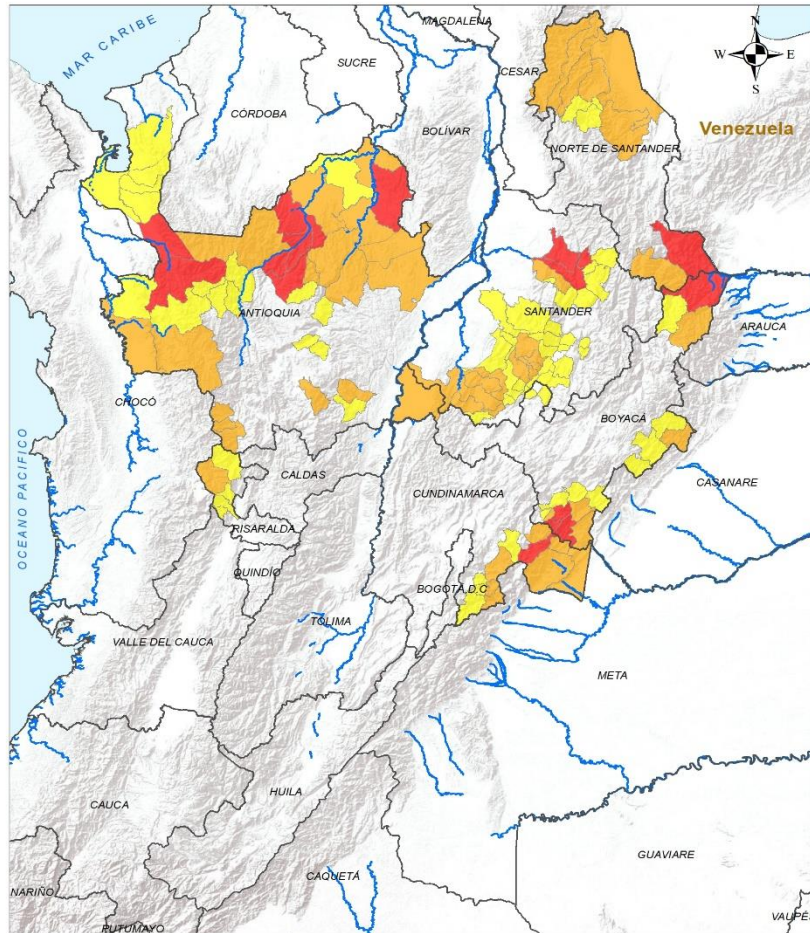 MAGDALENA
MAR CARIBE
SUCRE
CESAR
N
W E
S
CÓRDOBA
BOLÍVAR
Venezuela
NORTE DE SANTANDER
ANTIOQUIA
SANTANDER
ARAUCA
CHOCÓ
BOYACÁ
OCEANO PACIFICO
CALDAS
CUNDINAMARCA
CASANARE
RISARALDA
QUINDÍO
BOGOTÁ D.C
TOLIMA
VALLE DEL CAUCA
META
HUILA
CAUCA
GUAVIARE
CAQUETÁ
NARIÑO
VAUPÉ
PUTUMAYO